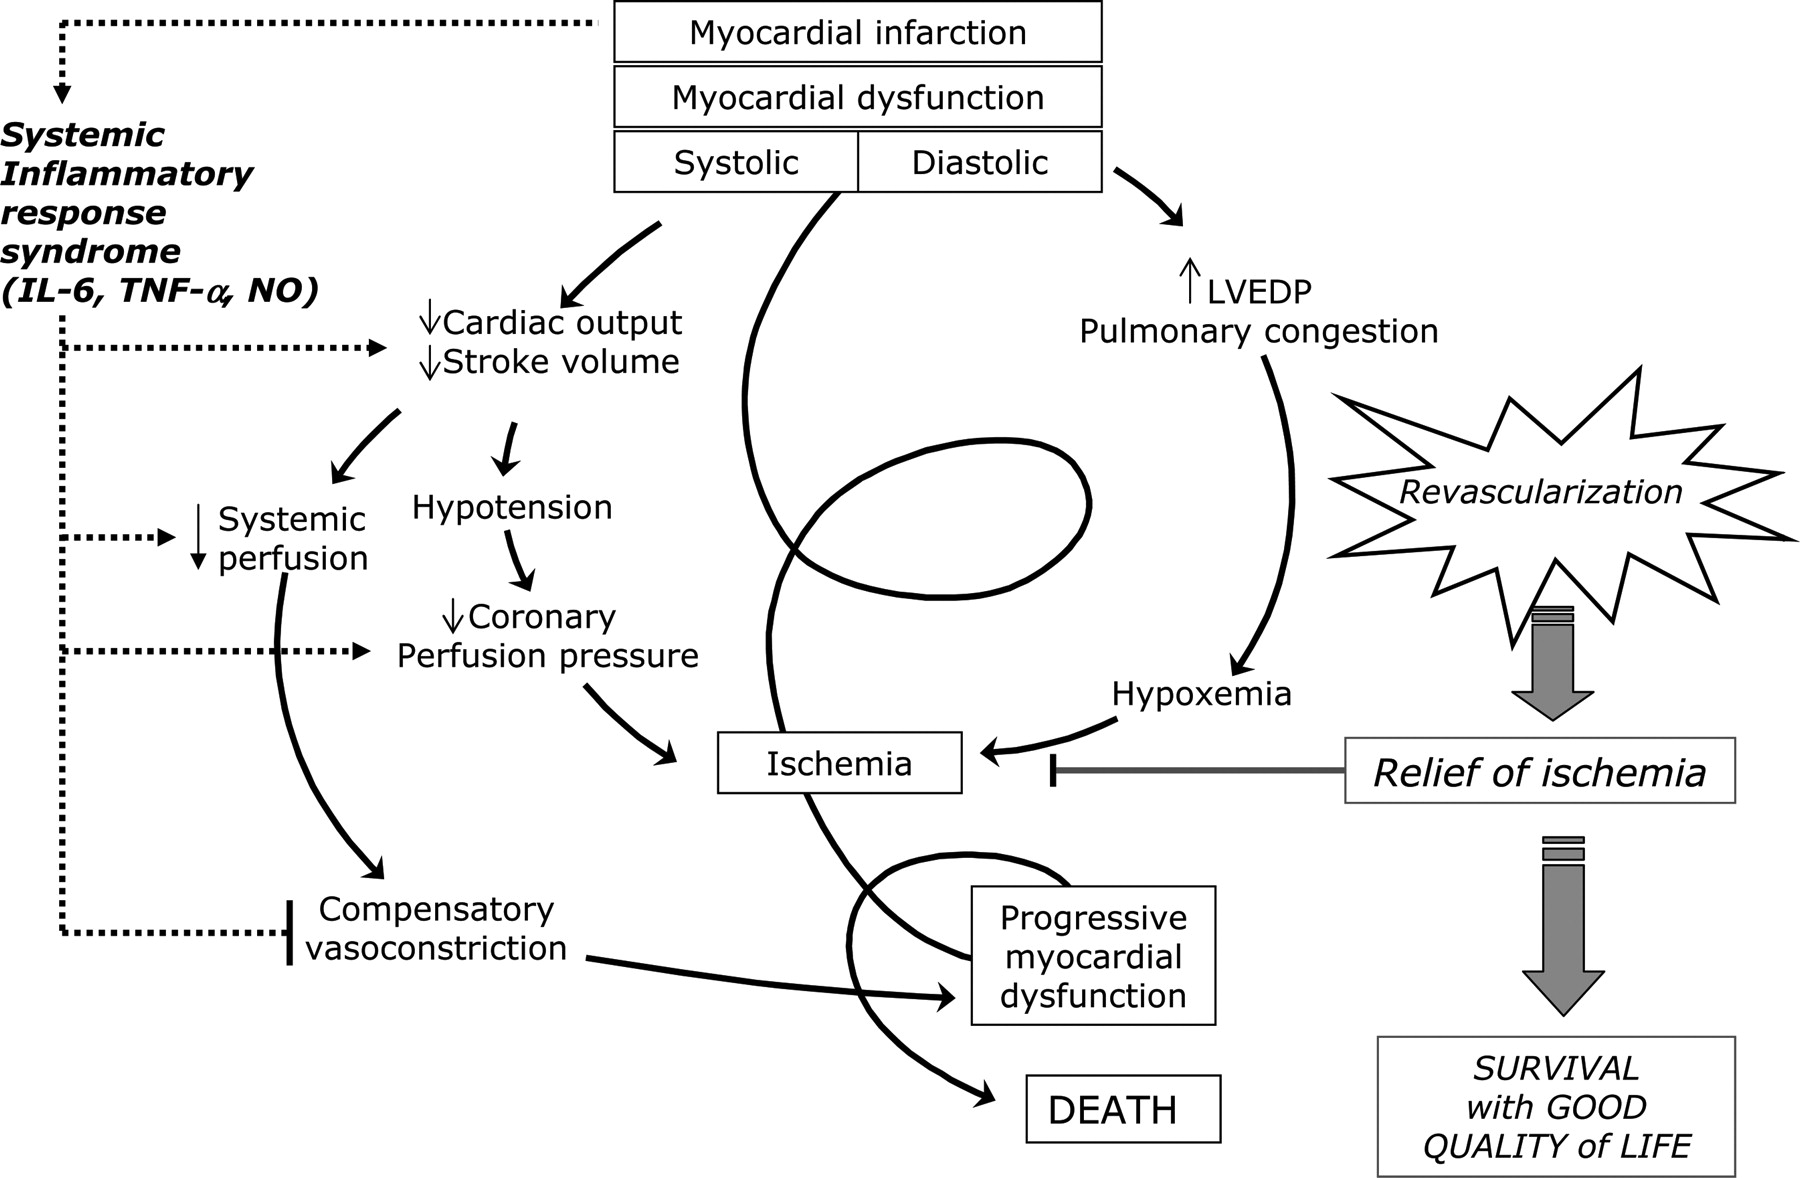 Myocardial infarction
Myocardial dysfunction
Systolic
Diastolic
Systemic
Inflammatory
response
syndrome
(IL-6, TNF-α, NO)
↓Cardiac output
↓Stroke volume
↑ LVEDP
Pulmonary congestion
Revascularization
↓ Systemic
perfusion
Hypotension
↓Coronary
Perfusion pressure
Hypoxemia
Ischemia
Relief of ischemia
Compensatory
vasoconstriction
Progressive
myocardial
dysfunction
DEATH
SURVIVAL
with GOOD
QUALITY of LIFE